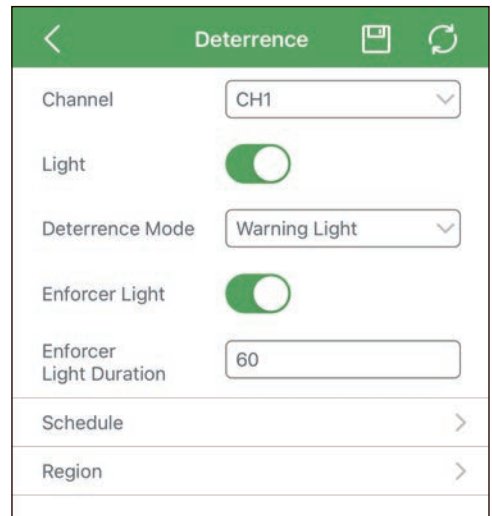 Deterrence
Channel
CH1
Light
Deterrence Mode
Warning Light
Enforcer Light
Enforcer
Light Duration
60
Schedule
Region